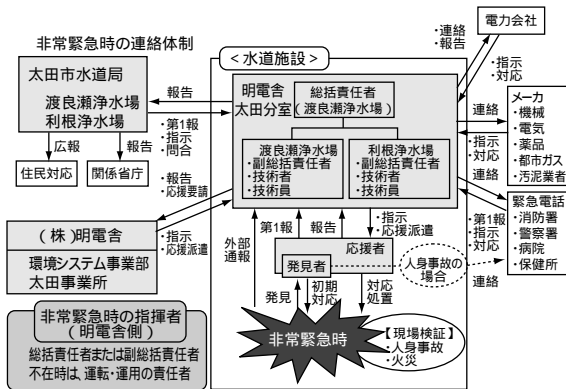 非常緊急時の連絡体制
太田市水道局
渡良瀬浄水場
利根浄水場
広報
報告
住民対応
関係省庁
報告
・第1報
・指示
・問合
・報告
・応援要請
(株)明電舎
環境システム事業部
太田事業所
・指示
・応援派遣
非常緊急時の指揮者
(明電舎側)
総括責任者または副総括責任者
不在時は、運転・運用の責任者
<水道施設>
明電舎
太田分室
総括責任者
(渡良瀬浄水場)
渡良瀬浄水場
・副総括責任者
・技術者
・技術員
利根浄水場
・副総括責任者
・技術者
・技術員
外部
通報
第1報
報告
・指示
・応援派遣
応援者
発見者
人身事故の
場合
発見
初期
対応
対応
処置
非常緊急時
【現場検証】
・人身事故
・火災
電力会社
・連絡
・報告
・指示
・対応
連絡
・指示
・対応
連絡
メーカ
・機械
・電気
・薬品
・都市ガス
・汚泥業者
緊急電話
・消防署
・警察署
・病院
・保健所
・第1報
・指示
・対応
連絡